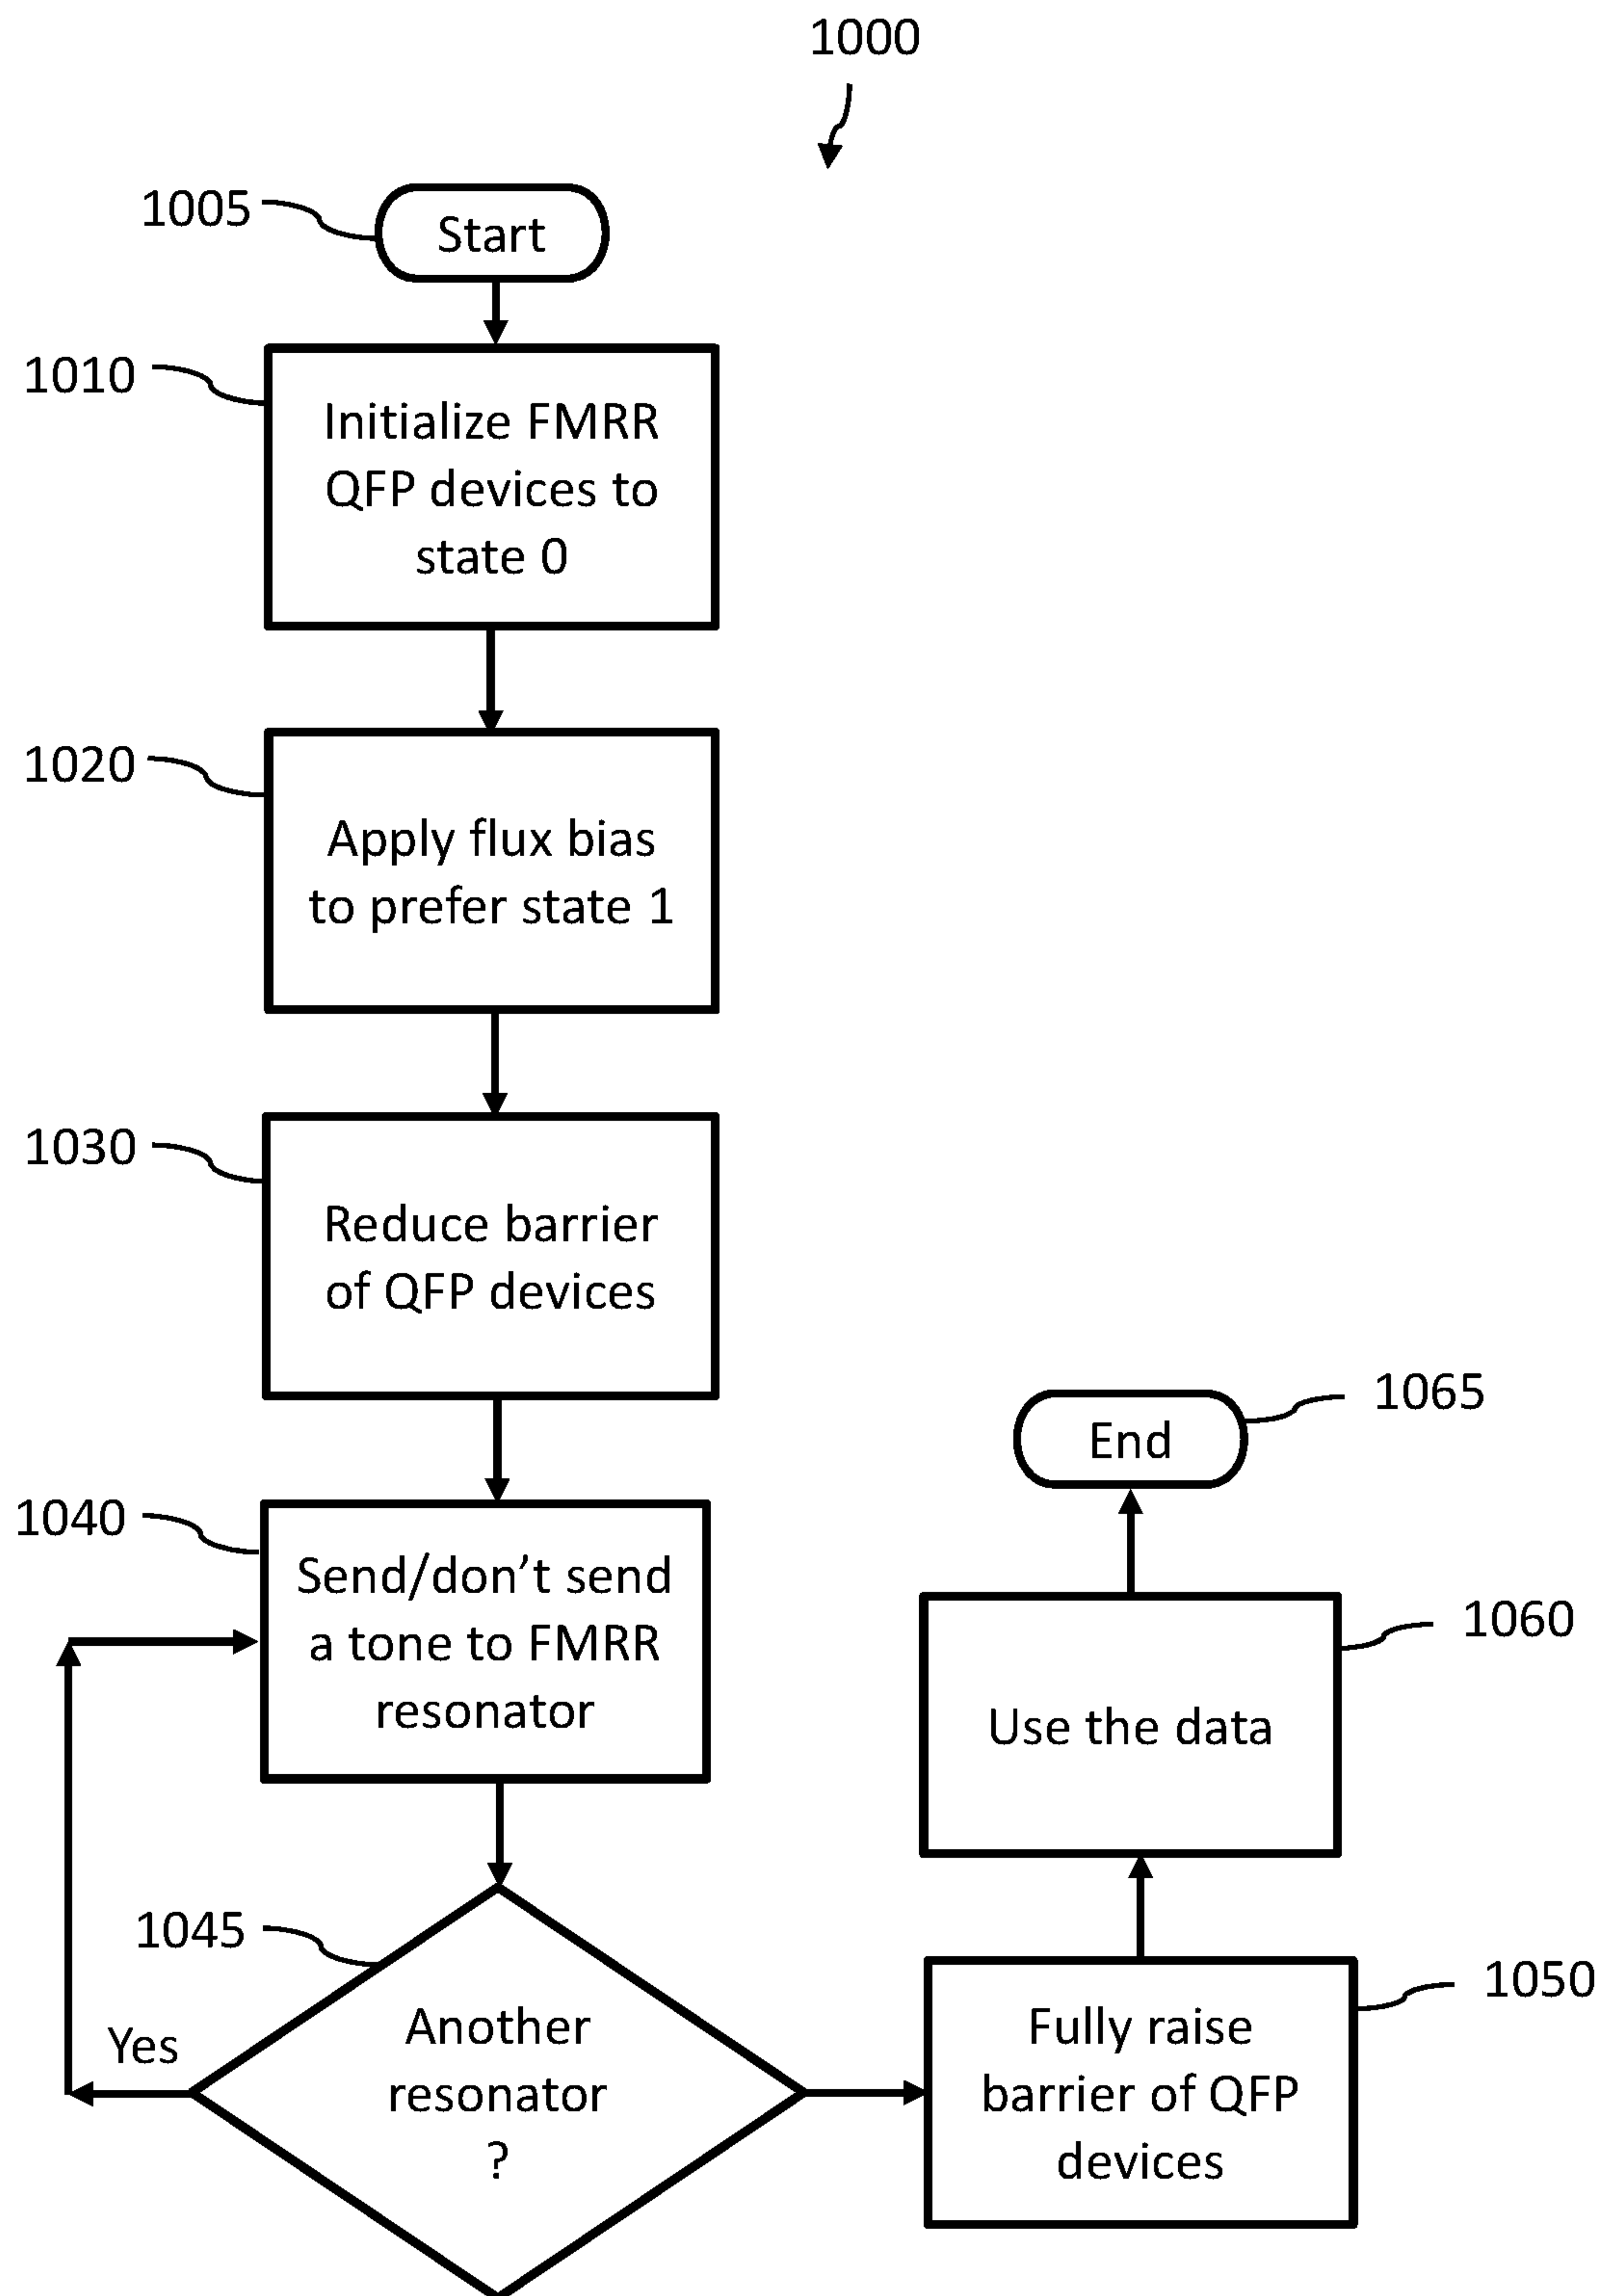 1000
1005
Start
1010
Initialize FMRR
QFP devices to
state 0
1020
Apply flux bias
to prefer state 1
1030
Reduce barrier
of QFP devices
1040
Send/don't send
a tone to FMRR
resonator
1045
Another
resonator
?
Yes
1050
Fully raise
barrier of QFP
devices
1060
Use the data
1065
End